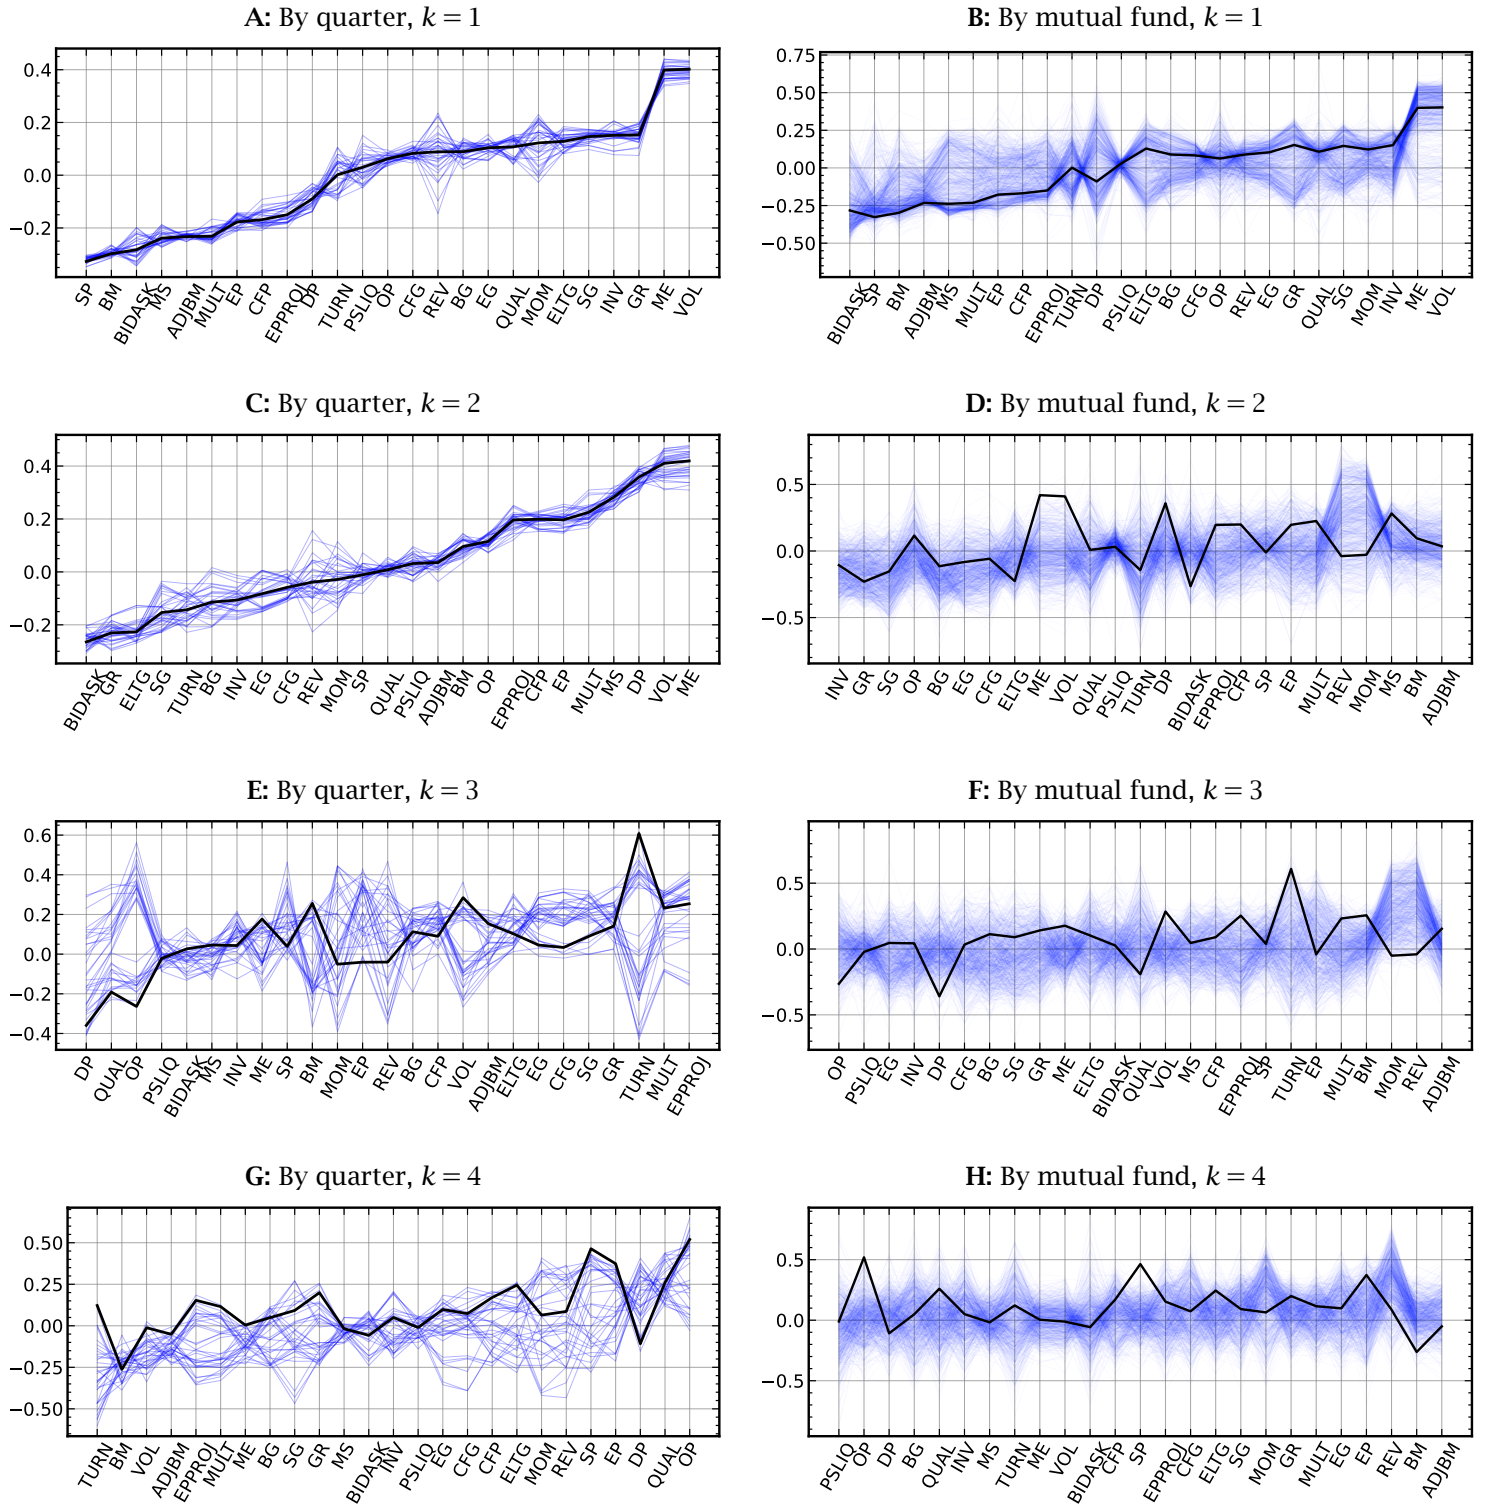 A: By quarter, k = 1
B: By mutual fund, k = 1
0.4
0.2
0.0
−0.2
SP BM BIDASK MS ADJBM MULT EP CFP EPPROJ DP TURN PSLIQ OP CFG REV BG EG QUAL MOM ELTG SG INV GR ME VOL
0.75
0.50
0.25
0.00
−0.25
−0.50
BIDASK SP BM ADJBM MS MULT EP CFP EPPROJ TURN DP PSLIQ ELTG BG CFG OP REV EG GR QUAL SG MOM INV ME VOL
C: By quarter, k = 2
D: By mutual fund, k = 2
0.4
0.2
0.0
−0.2
BIDASK GR ELTG SG TURN BG INV EG CFG REV MOM SP QUAL PSLIQ ADJBM BM OP EPPROJ CFP EP MULT MS DP VOL ME
0.5
0.0
−0.5
INV GR SG OP BG EG CFG ELTG ME VOL QUAL PSLIQ TURN DP BIDASK EPPROJ CFP SP EP MULT REV MOM MS BM ADJBM
E: By quarter, k = 3
F: By mutual fund, k = 3
0.6
0.4
0.2
0.0
−0.2
−0.4
DP QUAL OP PSLIQ BIDASK MS INV ME SP BM MOM EP REV BG CFP VOL ADJBM ELTG EG CFG SG GR TURN MULT EPPROJ
0.5
0.0
−0.5
OP PSLIQ EG INV DP CFG BG SG GR ME ELTG BIDASK QUAL VOL MS CFP EPPROJ SP TURN EP MULT BM MOM REV ADJBM
G: By quarter, k = 4
H: By mutual fund, k = 4
0.50
0.25
0.00
−0.25
−0.50
TURN BM VOL ADJBM EPPROJ MULT ME BG SG GR MS BIDASK INV PSLIQ EG CFG CFP ELTG MOM REV SP EP DP QUAL OP
0.5
0.0
−0.5
PSLIQ OP DP BG QUAL INV MS TURN ME VOL BIDASK CFP SP EPPROJ CFG ELTG SG MOM GR MULT EG EP REV BM ADJBM